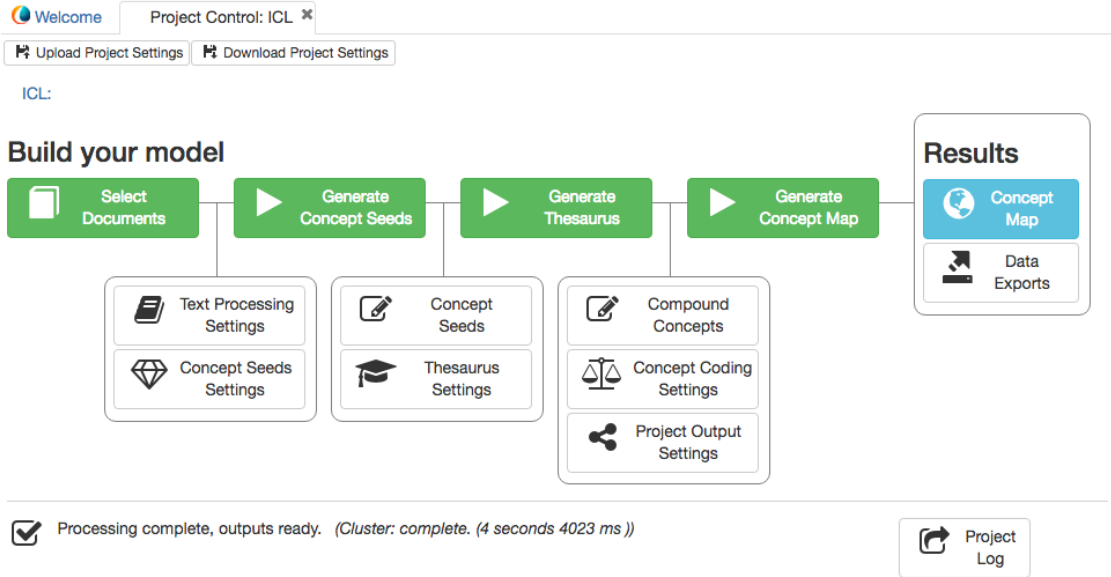 Welcome
Project Control: ICL
Upload Project Settings
Download Project Settings
ICL:
Build your model
Results
Select
Documents
Generate
Concept Seeds
Generate
Thesaurus
Generate
Concept Map
Concept
Map
Data
Exports
Text Processing
Settings
Concept Seeds
Settings
Concept
Seeds
Thesaurus
Settings
Compound
Concepts
Concept Coding
Settings
Project Output
Settings
Processing complete, outputs ready. (Cluster: complete. (4 seconds 4023 ms ))
Project
Log